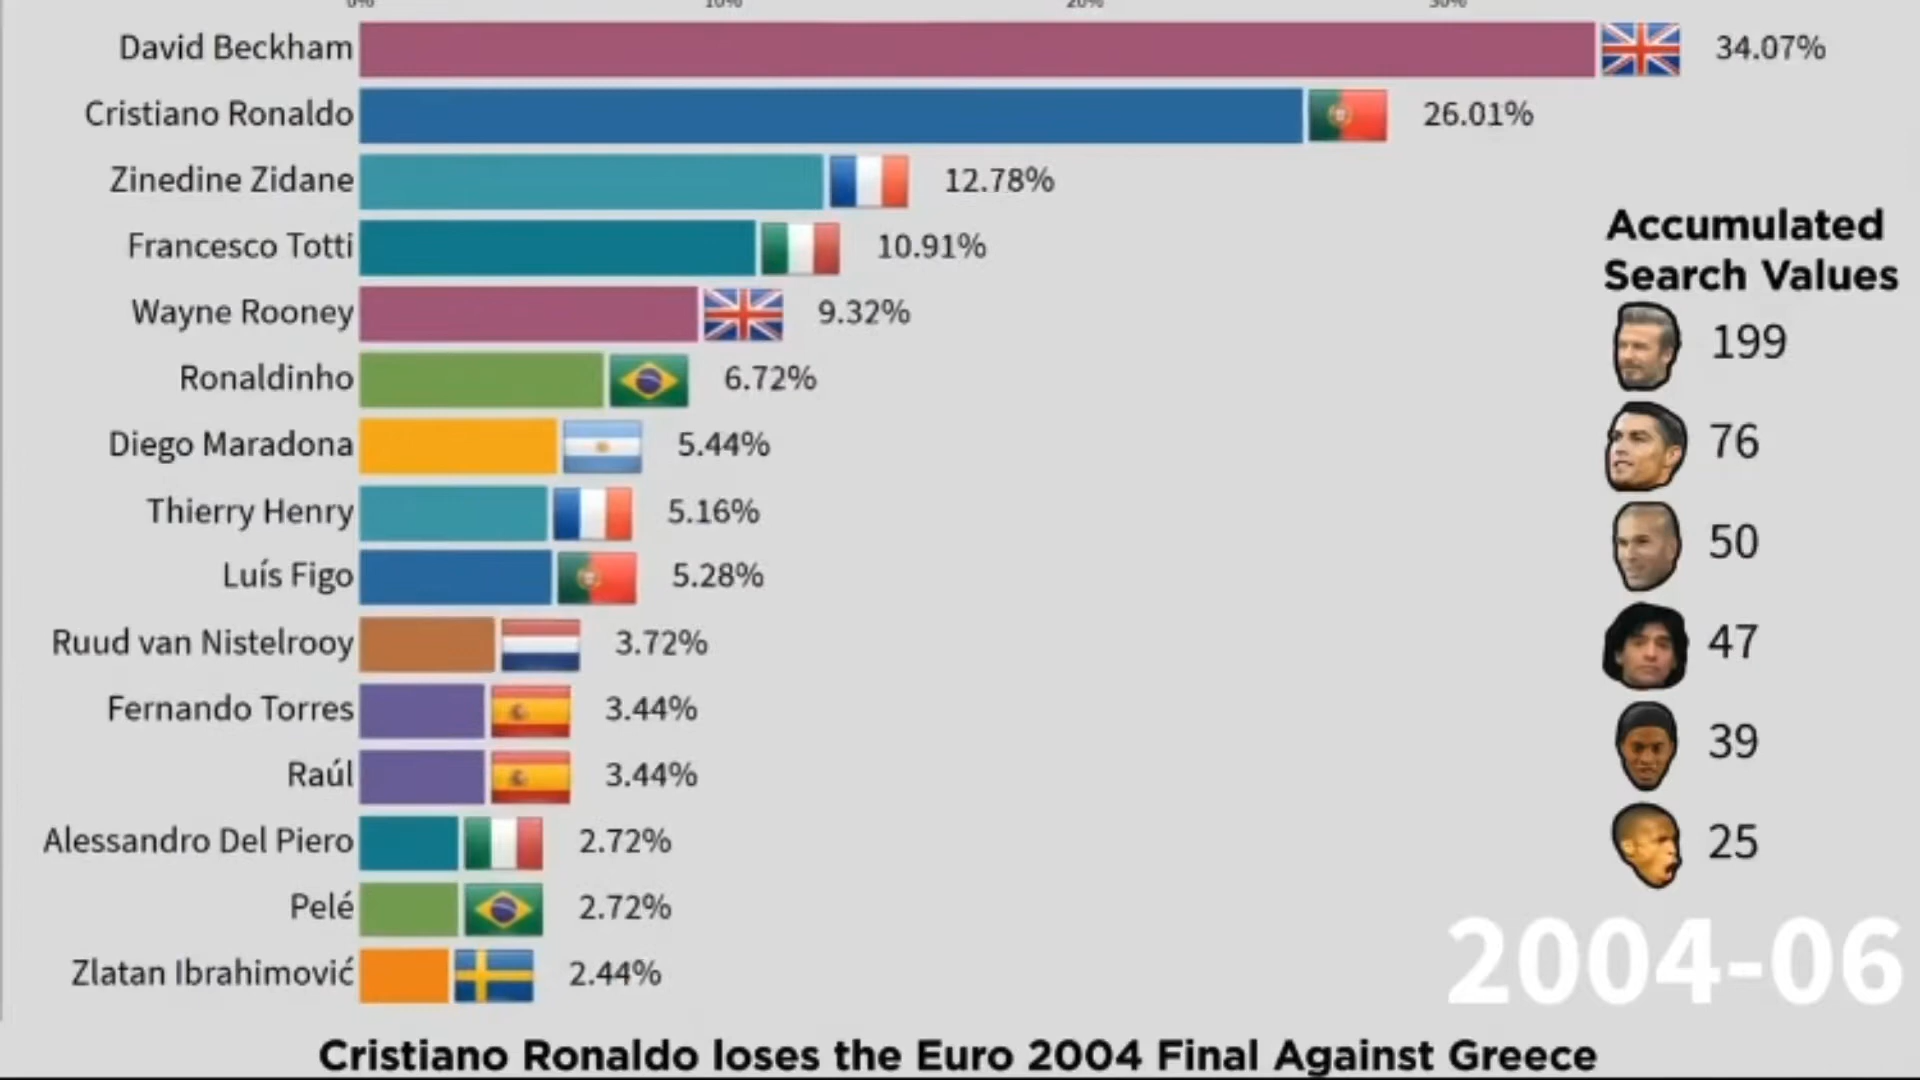 0% 10% 20% 30%
David Beckham 34.07%
Cristiano Ronaldo 26.01%
Zinedine Zidane 12.78%
Francesco Totti 10.91%
Wayne Rooney 9.32%
Ronaldinho 6.72%
Diego Maradona 5.44%
Thierry Henry 5.16%
Luís Figo 5.28%
Ruud van Nistelrooy 3.72%
Fernando Torres 3.44%
Raúl 3.44%
Alessandro Del Piero 2.72%
Pelé 2.72%
Zlatan Ibrahimović 2.44%
Accumulated
Search Values
199
76
50
47
39
25
2004-06
Cristiano Ronaldo loses the Euro 2004 Final Against Greece